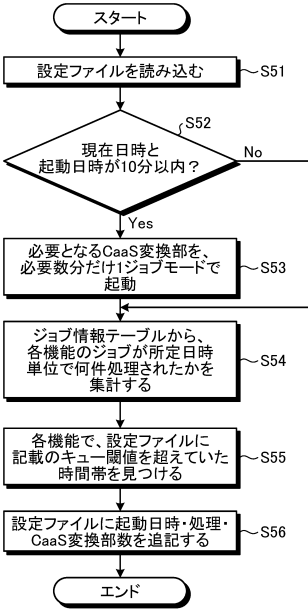 スタート
設定ファイルを読み込む
S51
現在日時と
起動日時が10分以内？
S52
No
Yes
必要となるCaaS変換部を、
必要数分だけ1ジョブモードで
起動
S53
ジョブ情報テーブルから、
各機能のジョブが所定日時
単位で何件処理されたかを
集計する
S54
各機能で、設定ファイルに
記載のキュー閾値を超えていた
時間帯を見つける
S55
設定ファイルに起動日時・処理・
CaaS変換部数を追記する
S56
エンド